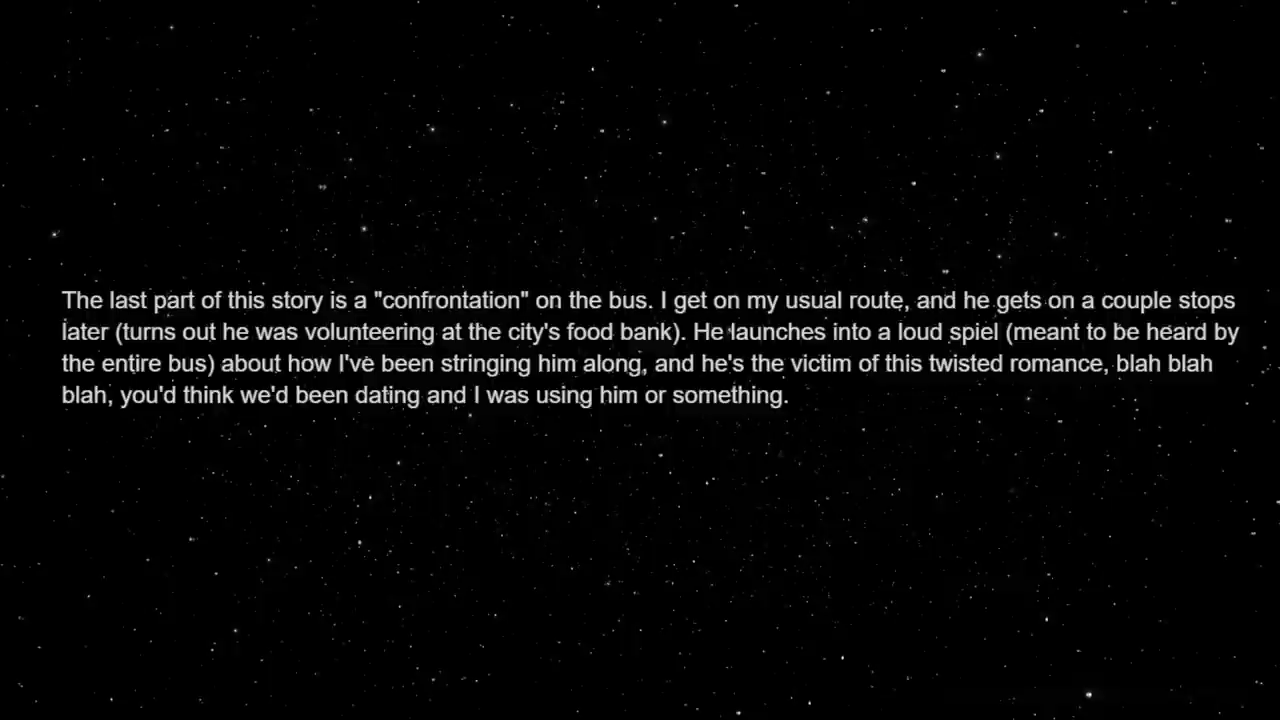 The last part of this story is a "confrontation" on the bus. I get on my usual route, and he gets on a couple stops
later (turns out he was volunteering at the city's food bank). He launches into a loud spiel (meant to be heard by
the entire bus) about how I've been stringing him along, and he's the victim of this twisted romance, blah blah
blah, you'd think we'd been dating and I was using him or something.